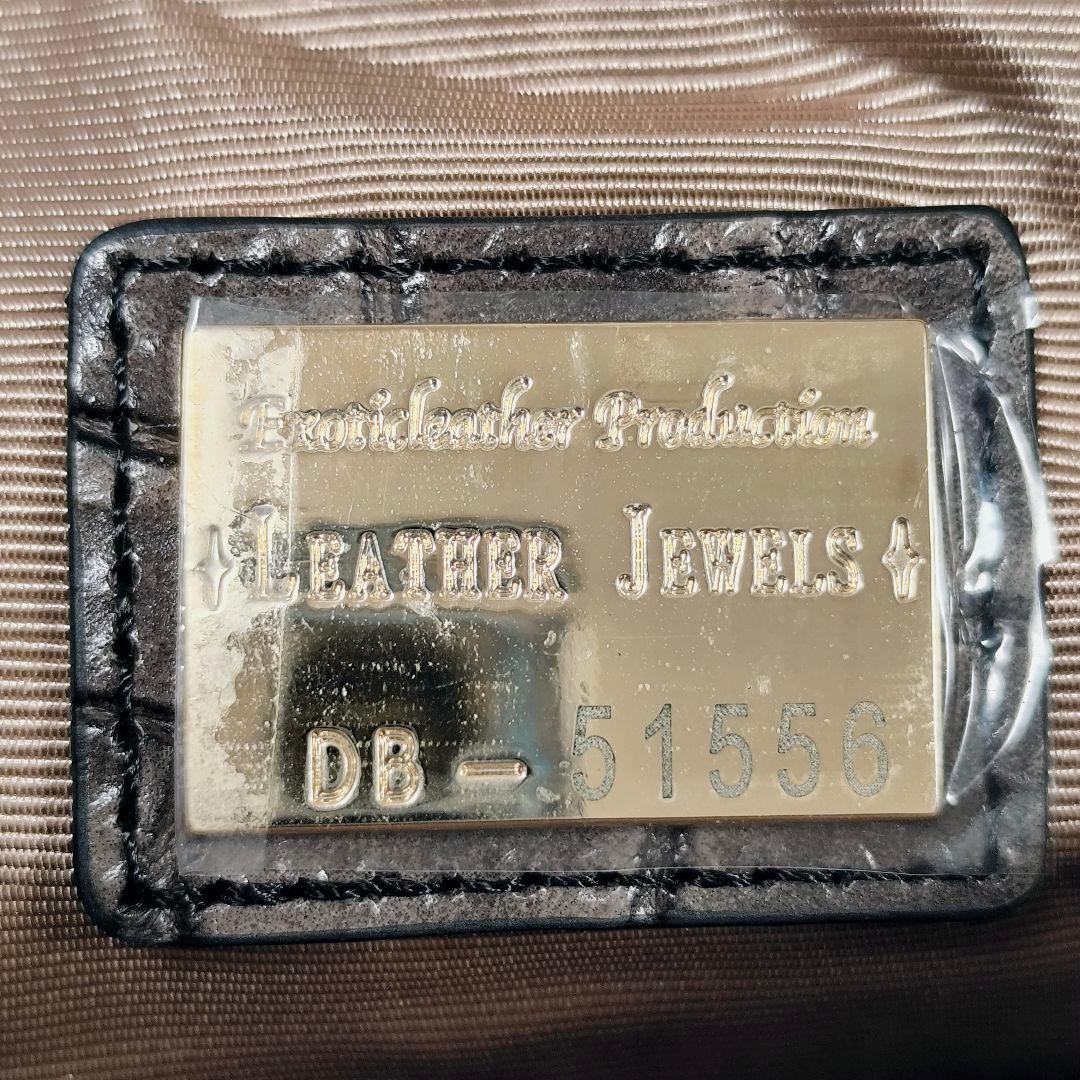 Exoticleather Production
LEATHER JEWELS
DB - 51556